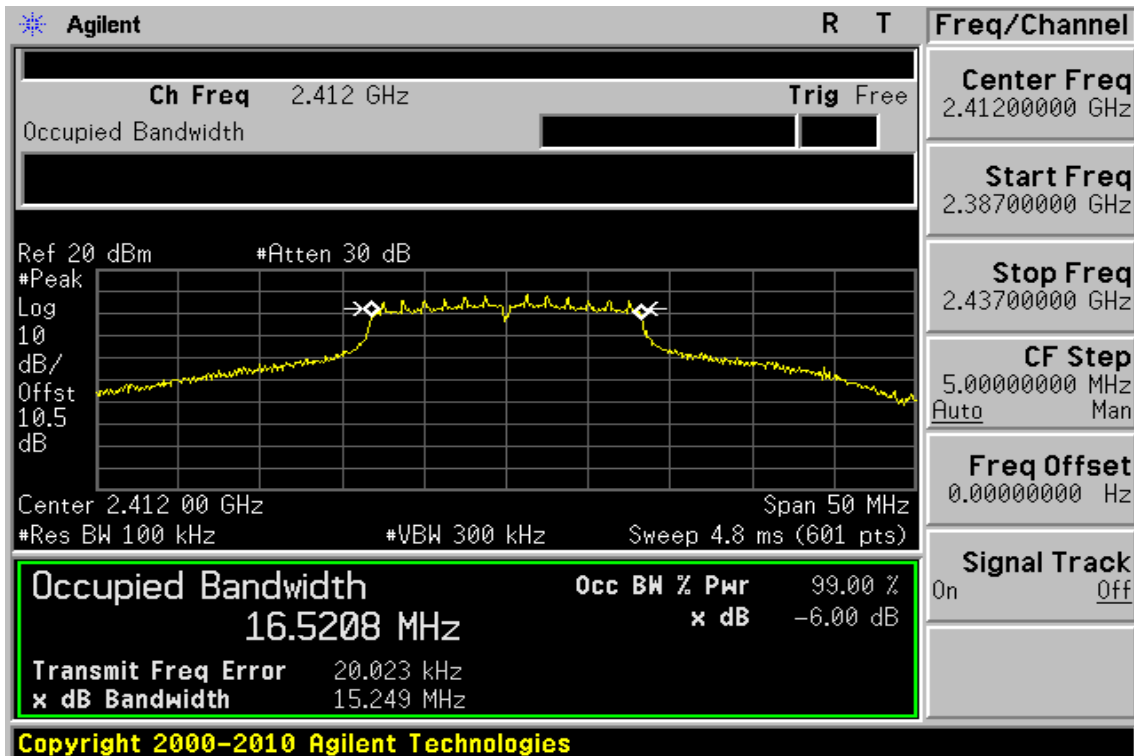 Agilent R T
Ch Freq 2.412 GHz Trig Free
Occupied Bandwidth
Ref 20 dBm #Atten 30 dB
#Peak
Log
10
dB/
Offst
10.5
dB
Center 2.412 00 GHz Span 50 MHz
#Res BW 100 kHz #VBW 300 kHz Sweep 4.8 ms (601 pts)
Occupied Bandwidth
16.5208 MHz
Occ BW % Pwr 99.00 %
x dB -6.00 dB
Transmit Freq Error 20.023 kHz
x dB Bandwidth 15.249 MHz
Copyright 2000-2010 Agilent Technologies
Freq/Channel
Center Freq
2.41200000 GHz
Start Freq
2.38700000 GHz
Stop Freq
2.43700000 GHz
CF Step
5.00000000 MHz
Auto Man
Freq Offset
0.00000000 Hz
Signal Track
On Off